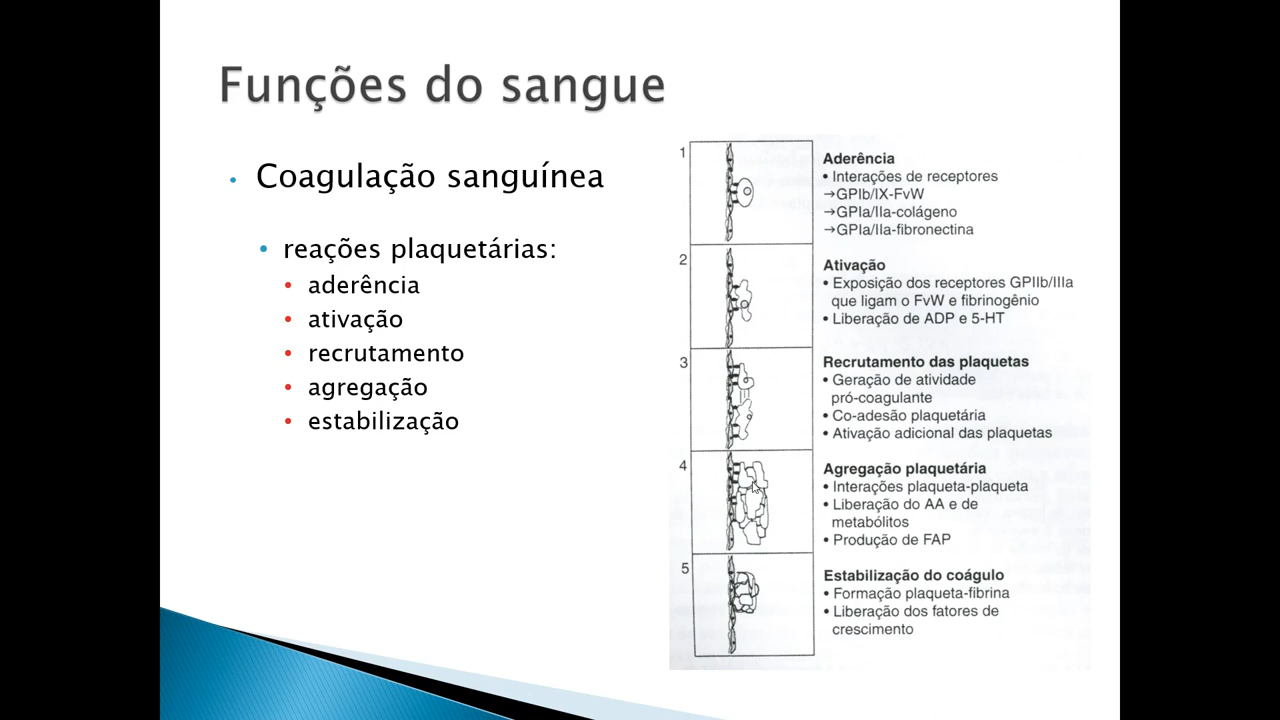 Funções do sangue
• Coagulação sanguínea
• reações plaquetárias:
• aderência
• ativação
• recrutamento
• agregação
• estabilização
1
Aderência
• Interações de receptores
→GPIb/IX-FvW
→GPIa/IIa-colágeno
→GPIa/IIa-fibronectina
2
Ativação
• Exposição dos receptores GPIIb/IIIa
que ligam o FvW e fibrinogênio
• Liberação de ADP e 5-HT
3
Recrutamento das plaquetas
• Geração de atividade
pró-coagulante
• Co-adesão plaquetária
• Ativação adicional das plaquetas
4
Agregação plaquetária
• Interações plaqueta-plaqueta
• Liberação do AA e de
metabólitos
• Produção de FAP
5
Estabilização do coágulo
• Formação plaqueta-fibrina
• Liberação dos fatores de
crescimento